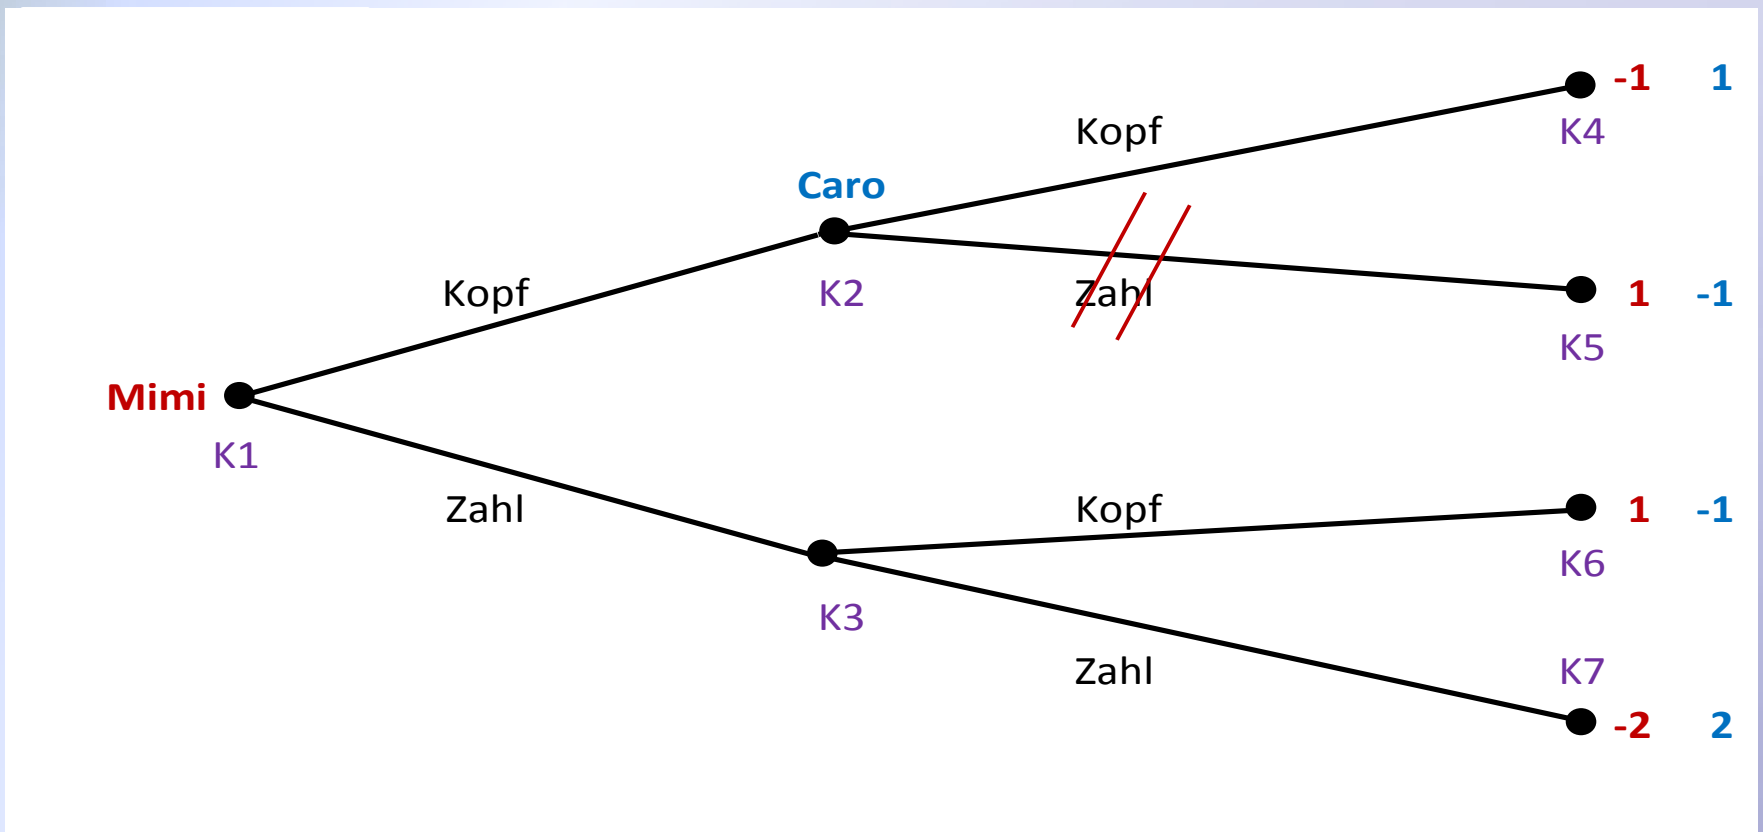 -1 1
Kopf K4
Caro
Kopf K2 Zahl 1 -1
K5
Mimi
K1
Zahl Kopf 1 -1
K6
K3
Zahl K7
-2 2